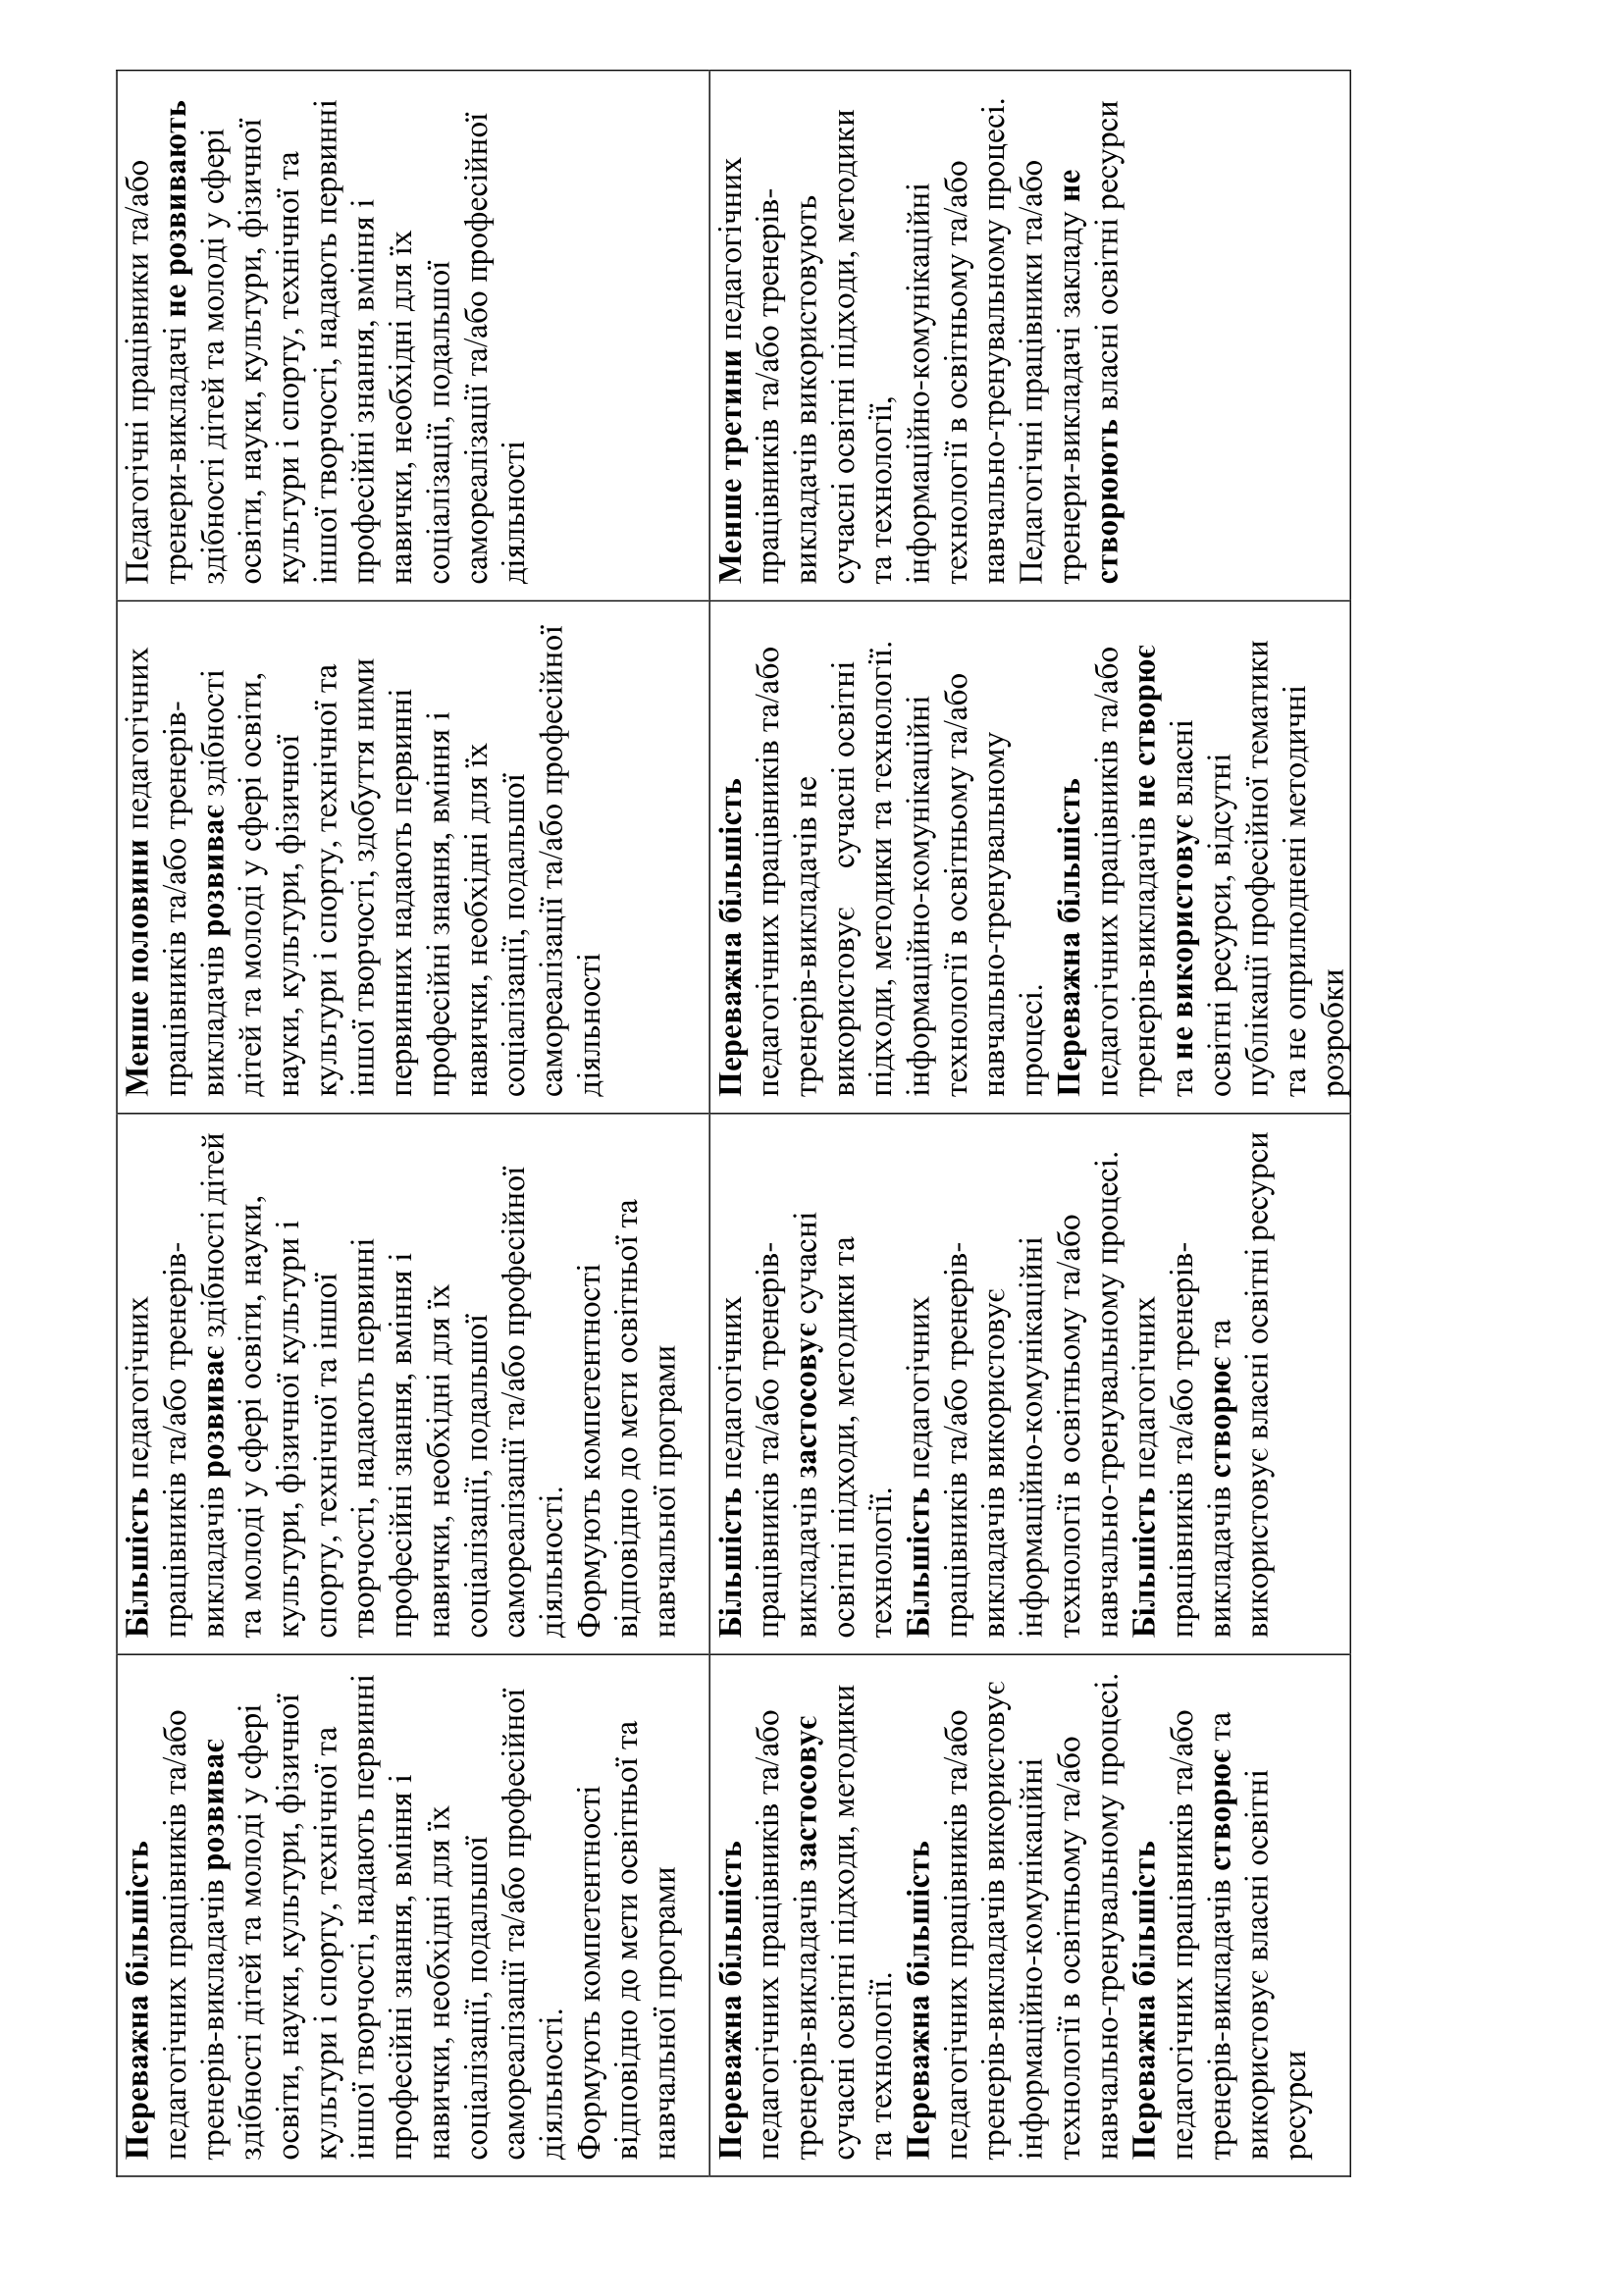 Переважна більшість
педагогічних працівників та/або
тренерів-викладачів розвиває
здібності дітей та молоді у сфері
освіти, науки, культури, фізичної
культури і спорту, технічної та
іншої творчості, надають первинні
професійні знання, вміння і
навички, необхідні для їх
соціалізації, подальшої
самореалізації та/або професійної
діяльності.
Формують компетентності
відповідно до мети освітньої та
навчальної програми
Більшість педагогічних
працівників та/або тренерів-
викладачів розвиває здібності дітей
та молоді у сфері освіти, науки,
культури, фізичної культури і
спорту, технічної та іншої
творчості, надають первинні
професійні знання, вміння і
навички, необхідні для їх
соціалізації, подальшої
самореалізації та/або професійної
діяльності.
Формують компетентності
відповідно до мети освітньої та
навчальної програми
Менше половини педагогічних
працівників та/або тренерів-
викладачів розвиває здібності
дітей та молоді у сфері освіти,
науки, культури, фізичної
культури і спорту, технічної та
іншої творчості, здобуття ними
первинних надають первинні
професійні знання, вміння і
навички, необхідні для їх
соціалізації, подальшої
самореалізації та/або професійної
діяльності
Педагогічні працівники та/або
тренери-викладачі не розвивають
здібності дітей та молоді у сфері
освіти, науки, культури, фізичної
культури і спорту, технічної та
іншої творчості, надають первинні
професійні знання, вміння і
навички, необхідні для їх
соціалізації, подальшої
самореалізації та/або професійної
діяльності
Переважна більшість
педагогічних працівників та/або
тренерів-викладачів застосовує
сучасні освітні підходи, методики
та технології.
Переважна більшість
педагогічних працівників та/або
тренерів-викладачів використовує
інформаційно-комунікаційні
технології в освітньому та/або
навчально-тренувальному процесі.
Переважна більшість
педагогічних працівників та/або
тренерів-викладачів створює та
використовує власні освітні
ресурси
Більшість педагогічних
працівників та/або тренерів-
викладачів застосовує сучасні
освітні підходи, методики та
технології.
Більшість педагогічних
працівників та/або тренерів-
викладачів використовує
інформаційно-комунікаційні
технології в освітньому та/або
навчально-тренувальному процесі.
Більшість педагогічних
працівників та/або тренерів-
викладачів створює та
використовує власні освітні ресурси
Переважна більшість
педагогічних працівників та/або
тренерів-викладачів не
використовує сучасні освітні
підходи, методики та технології.
інформаційно-комунікаційні
технології в освітньому та/або
навчально-тренувальному
процесі.
Переважна більшість
педагогічних працівників та/або
тренерів-викладачів не створює
та не використовує власні
освітні ресурси, відсутні
публікації професійної тематики
та не оприлюднені методичні
розробки
Менше третини педагогічних
працівників та/або тренерів-
викладачів використовують
сучасні освітні підходи, методики
та технології,
інформаційно-комунікаційні
технології в освітньому та/або
навчально-тренувальному процесі.
Педагогічні працівники та/або
тренери-викладачі закладу не
створюють власні освітні ресурси